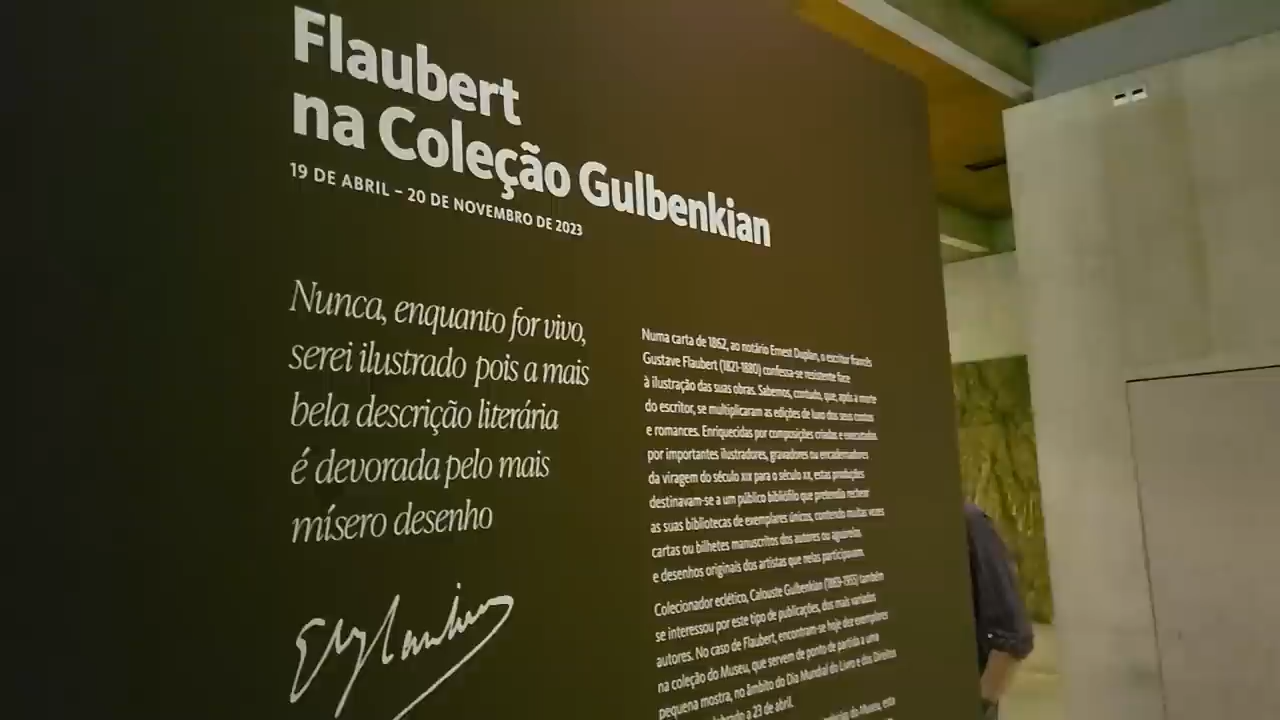 Flaubert
na Coleção Gulbenkian
19 DE ABRIL – 20 DE NOVEMBRO DE 2023
Nunca, enquanto for vivo,
serei ilustrado pois a mais
bela descrição literária
é devorada pelo mais
mísero desenho
Numa carta de 1862, ao notário Ernest Duplan, o escritor francês
Gustave Flaubert (1821-1880) confessa-se resistente face
à ilustração das suas obras. Sabemos, contudo, que, após a morte
do escritor, se multiplicaram as edições de luxo dos seus contos
e romances. Enriquecidas por composições criadas e executadas
por importantes ilustradores, gravadores ou encadernadores
da viragem do século XIX para o século XX, estas produções
destinavam-se a um público bibliófilo que pretendia rechear
as suas bibliotecas de exemplares únicos, contendo muitas vezes
cartas ou bilhetes manuscritos dos autores ou aguarelas
e desenhos originais dos artistas que nelas participavam.
Colecionador eclético, Calouste Gulbenkian (1869-1955) também
se interessou por este tipo de publicações, dos mais variados
autores. No caso de Flaubert, encontram-se hoje dez exemplares
na coleção do Museu, que servem de ponto de partida a uma
pequena mostra, no âmbito do Dia Mundial do Livro e dos Direitos
a 23 de abril.
do Museu, esta